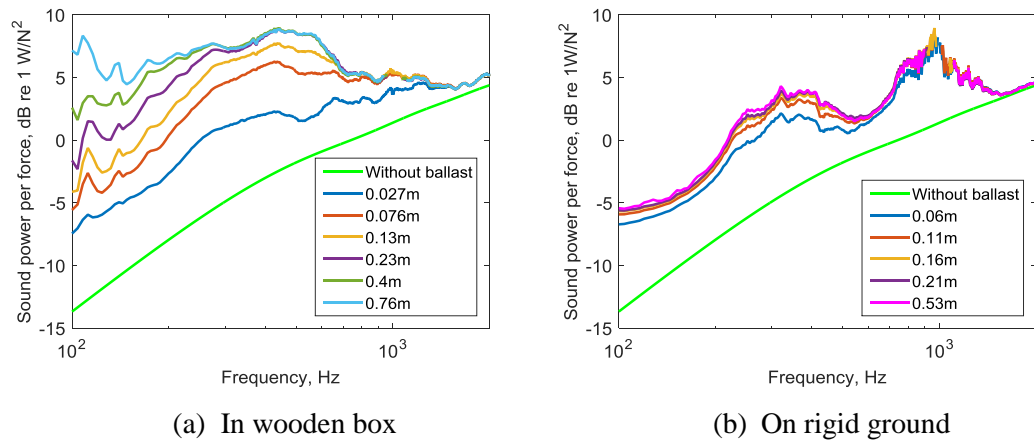 10
5
0
-5
-10
-15
Sound power per force, dB re 1 W/N2
Without ballast
0.027m
0.076m
0.13m
0.23m
0.4m
0.76m
102
103
Frequency, Hz
(a) In wooden box
10
5
0
-5
-10
-15
Sound power per force, dB re 1W/N2
Without ballast
0.06m
0.11m
0.16m
0.21m
0.53m
102
103
Frequency, Hz
(b) On rigid ground